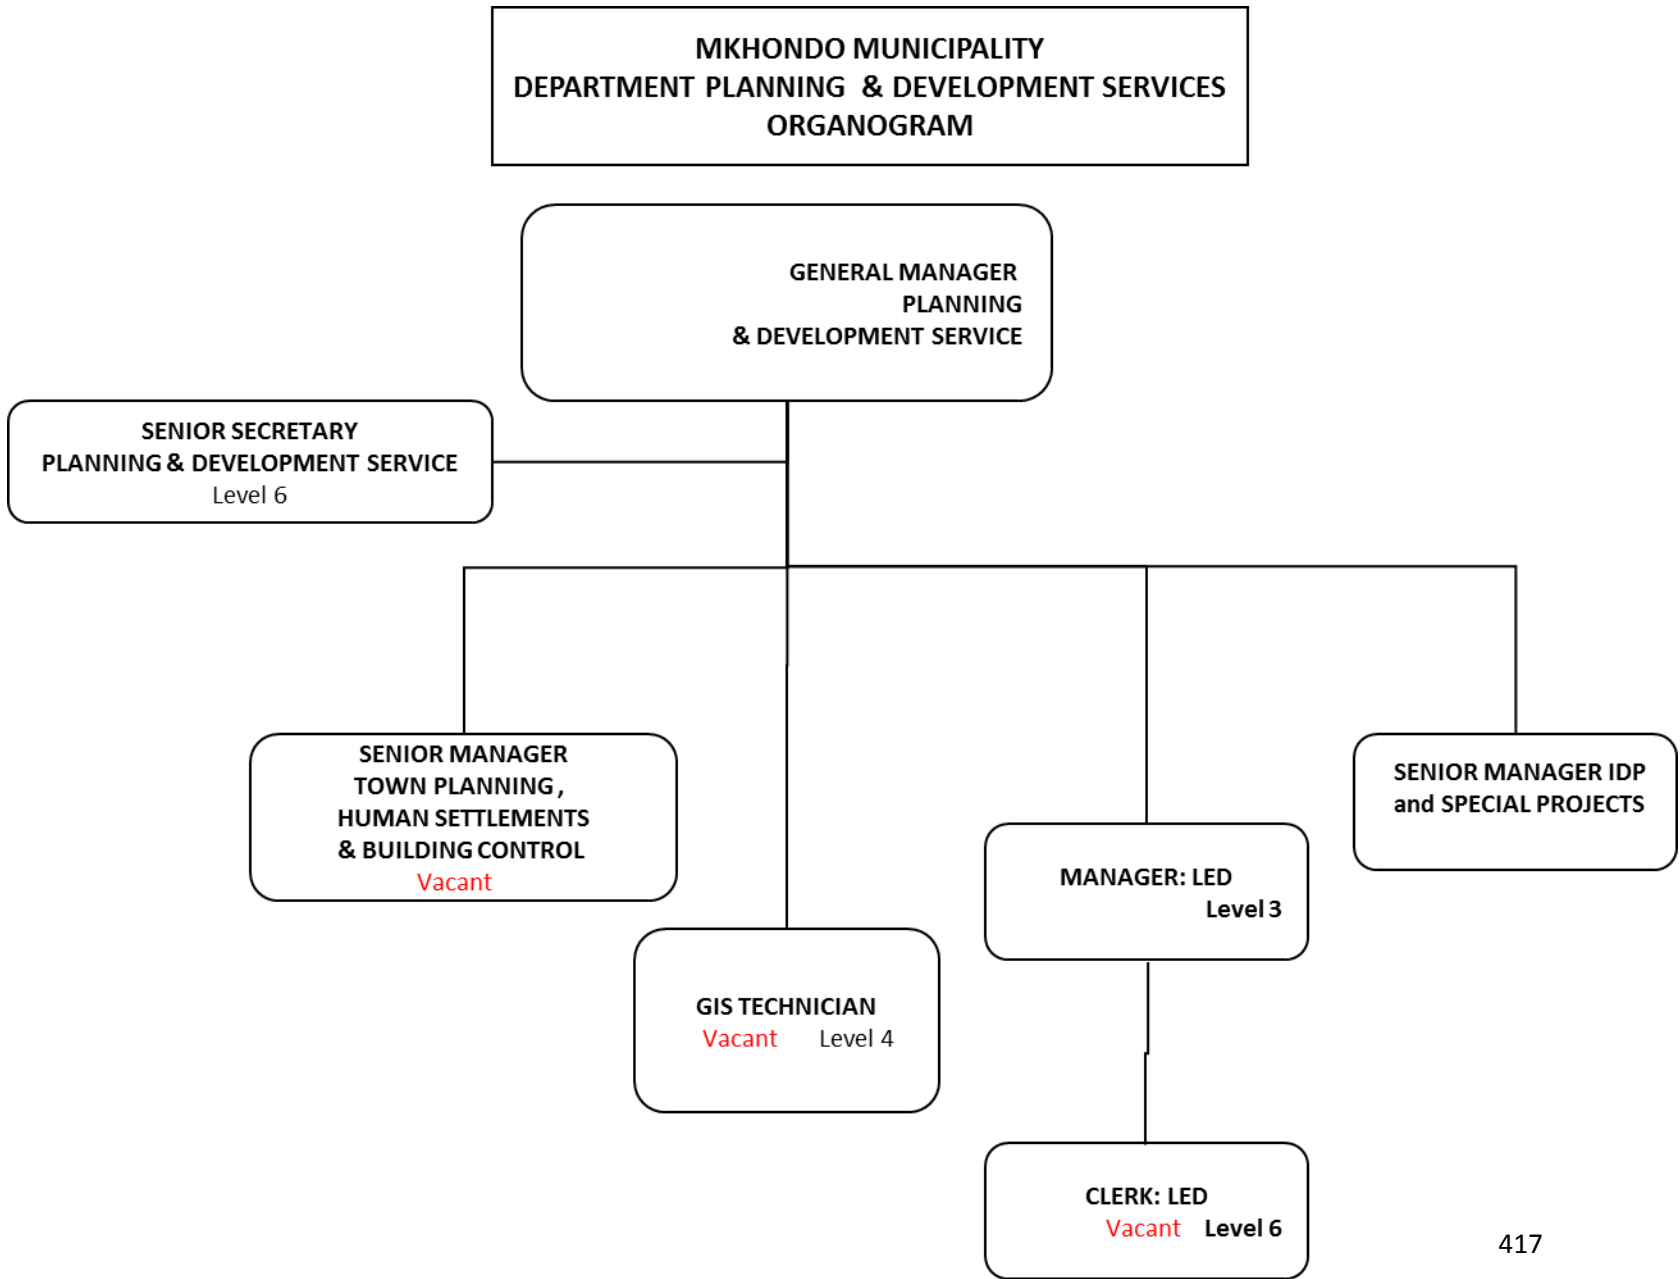 MKHONDO MUNICIPALITY
DEPARTMENT PLANNING & DEVELOPMENT SERVICES
ORGANOGRAM
GENERAL MANAGER
PLANNING
& DEVELOPMENT SERVICE
SENIOR SECRETARY
PLANNING & DEVELOPMENT SERVICE
Level 6
SENIOR MANAGER
TOWN PLANNING ,
HUMAN SETTLEMENTS
& BUILDING CONTROL
Vacant
GIS TECHNICIAN
Vacant Level 4
MANAGER: LED
Level 3
SENIOR MANAGER IDP
and SPECIAL PROJECTS
CLERK: LED
Vacant Level 6
417